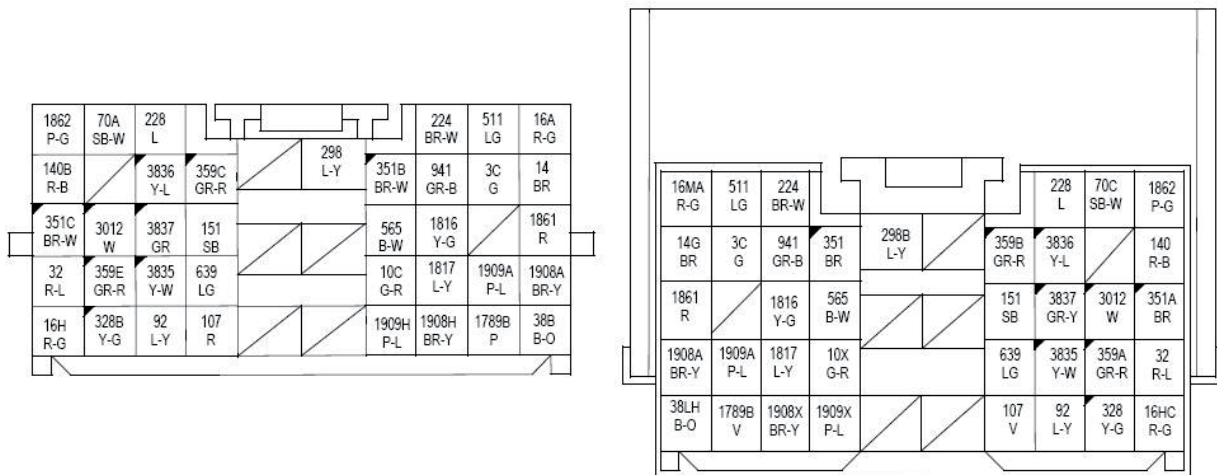 1862 70A 228 224 511 16A
P-G SB-W L BR-W LG R-G
298
L-Y
140B 3836 359C 351B 941 3C 14
R-B Y-L GR-R BR-W GR-B G BR
351C 3012 3837 151 565 1816 1861
BR-W W GR SB B-W Y-G R
32 359E 3835 639 10C 1817 1909A 1908A
R-L GR-R Y-W LG G-R L-Y P-L BR-Y
16H 328B 92 107 1909H 1908H 1789B 38B
R-G Y-G L-Y R P-L BR-Y P B-O
16MA 511 224 228 70C 1862
R-G LG BR-W L SB-W P-G
298B
L-Y
14G 3C 941 351 359B 3836 140
BR G GR-B BR GR-R Y-L R-B
1861 1816 565 151 3837 3012 351A
R Y-G B-W SB GR-Y W BR
1908A 1909A 1817 10X 639 3835 359A 32
BR-Y P-L L-Y G-R LG Y-W GR-R R-L
38LH 1789B 1908X 1909X 107 92 328 16HC
B-O V BR-Y P-L V L-Y Y-G R-G